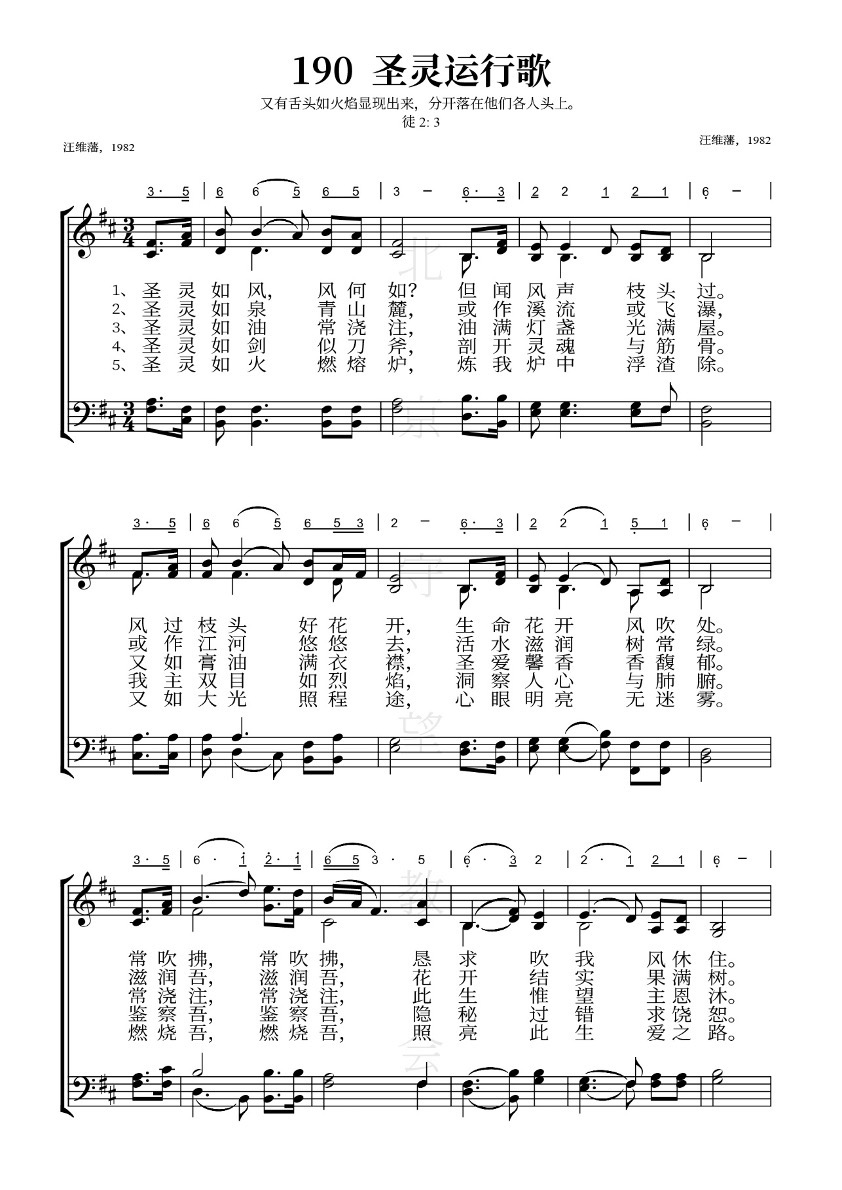 190 圣灵运行歌
又有舌头如火焰显现出来，分开落在他们各人头上。
徒 2: 3
汪维藩，1982
汪维藩，1982
3· 5 | 6 6 5 6 5 | 3 – 6· 3 | 2 2 1 2 1 | 6 – |
3/4
1、圣灵如风，风何如？但闻风声枝头过。
2、圣灵如泉青山麓，或作溪流或飞瀑，
3、圣灵如油常浇注，油满灯盏光满屋。
4、圣灵如剑似刀斧，剖开灵魂与筋骨。
5、圣灵如火燃熔炉，炼我炉中浮渣除。
3/4
3· 5 | 6 6 5 6 5 3 | 2 – 6· 3 | 2 2 1 5 1 | 6 – |
风过枝头好花开，生命花开风吹处。
或作江河悠悠去，活水滋润树常绿。
又如膏油满衣襟，圣爱馨香香馥郁。
我主双目如烈焰，洞察人心与肺腑。
又如大光照程途，心眼明亮无迷雾。
3· 5 | 6· 1 2· 1 | 6 5 3· 5 | 6· 3 2 | 2· 1 2 1 | 6 – |
常吹拂，常吹拂，恳求吹我风休住。
滋润吾，滋润吾，花开结实果满树。
常浇注，常浇注，此生惟望主恩沐。
鉴察吾，鉴察吾，隐秘过错求饶恕。
燃烧吾，燃烧吾，照亮此生爱之路。
北京守望教会